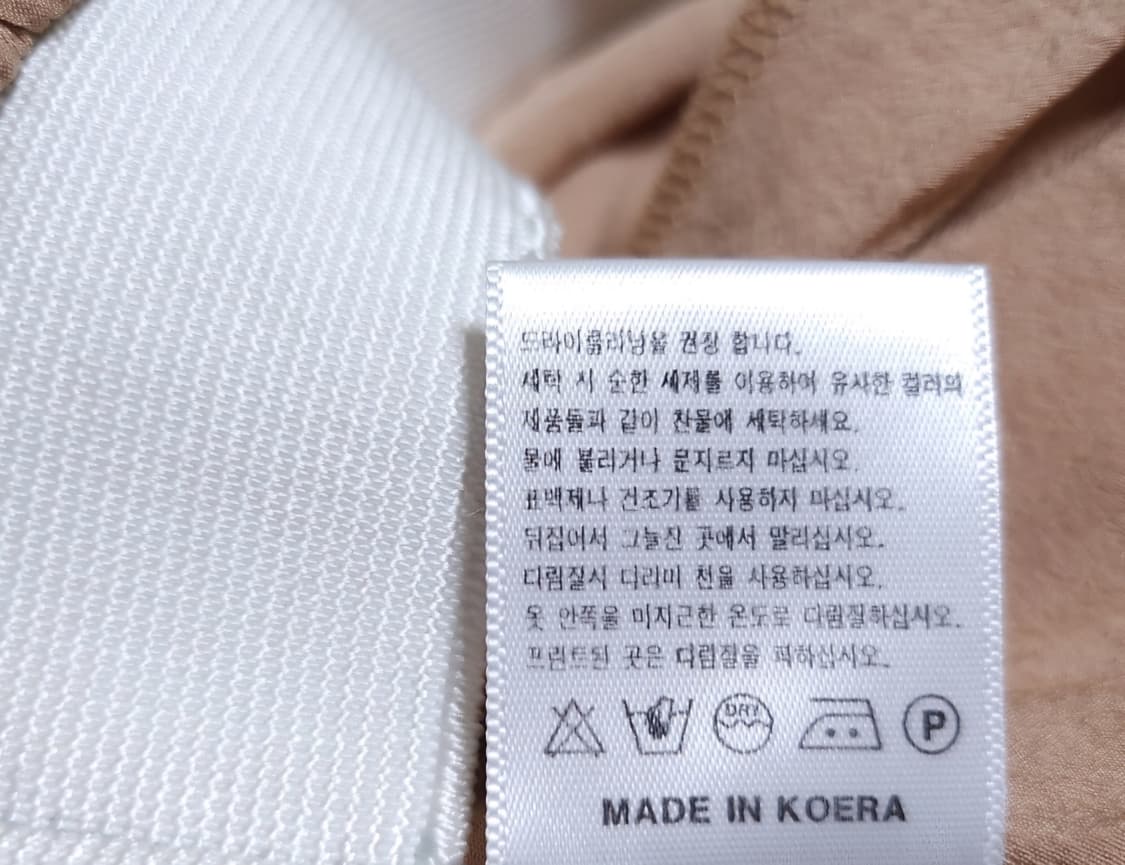 드라이클리닝을 권장 합니다.
세탁 시 순한 세제를 이용하여 유사한 컬러의
제품들과 같이 찬물에 세탁하세요.
물에 불리거나 문지르지 마십시오.
표백제나 건조기를 사용하지 마십시오.
뒤집어서 그늘진 곳에서 말리십시오.
다림질시 다리미 천을 사용하십시오.
옷 안쪽을 미지근한 온도로 다림질하십시오.
프린트된 곳은 다림질을 피하십시오.
DRY P
MADE IN KOERA